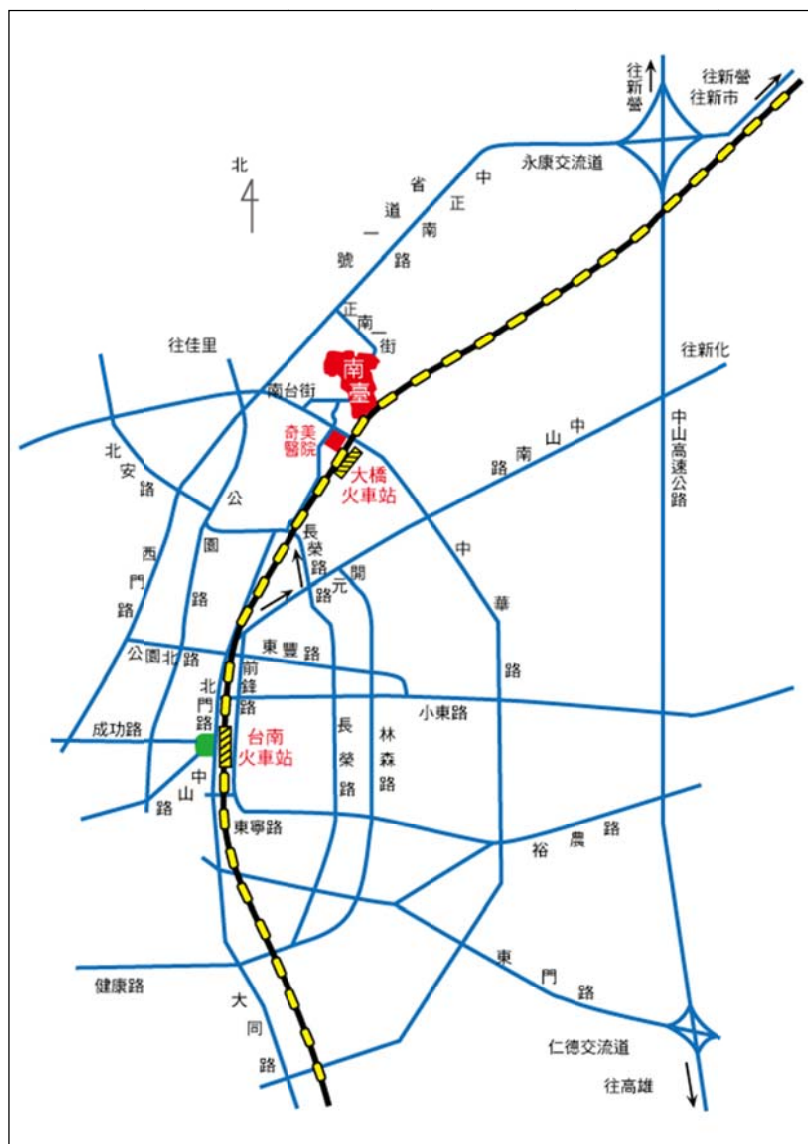 往新營
往新營
往新市
永康交流道
北
省道一號
中正南路
正南一街
往佳里
南台街
南臺
往新化
奇美
醫院
大橋
火車站
中山南路
中山高速公路
北安路
公園路
西門路
長榮路
開元路
中華路
公園北路
東豐路
前鋒路
北門路
小東路
成功路
台南
火車站
長榮路
林森路
中山路
東寧路
裕農路
東門路
健康路
大同路
仁德交流道
往高雄